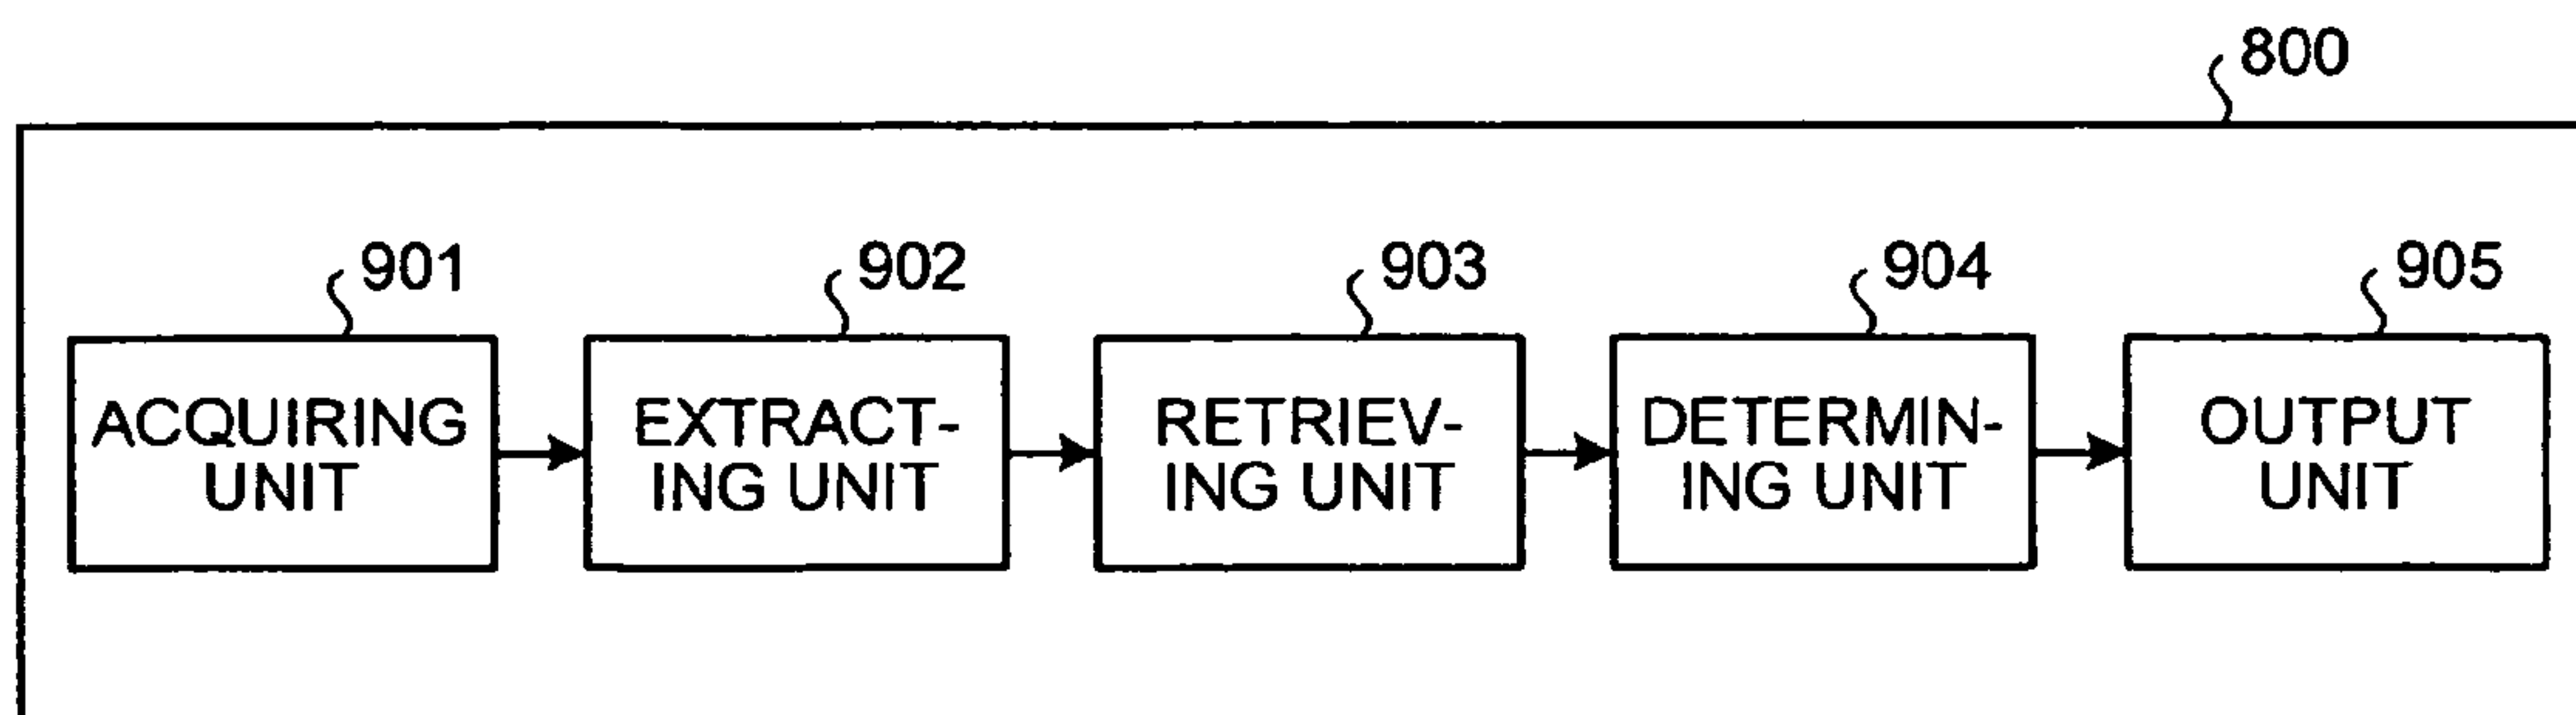 800
901
902
903
904
905
ACQUIRING
UNIT
EXTRACT-
ING UNIT
RETRIEV-
ING UNIT
DETERMIN-
ING UNIT
OUTPUT
UNIT